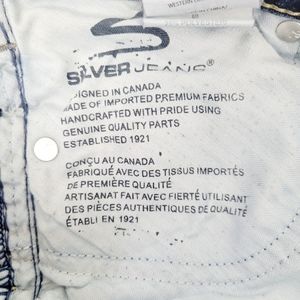 SILVER JEANS®
DESIGNED IN CANADA
MADE OF IMPORTED PREMIUM FABRICS
HANDCRAFTED WITH PRIDE USING
GENUINE QUALITY PARTS
ESTABLISHED 1921
CONÇU AU CANADA
FABRIQUÉ AVEC DES TISSUS IMPORTÉS
DE PREMIÈRE QUALITÉ
ARTISANAT FAIT AVEC FIERTÉ UTILISANT
DES PIÈCES AUTHENTIQUES DE QUALITÉ
ÉTABLI EN 1921